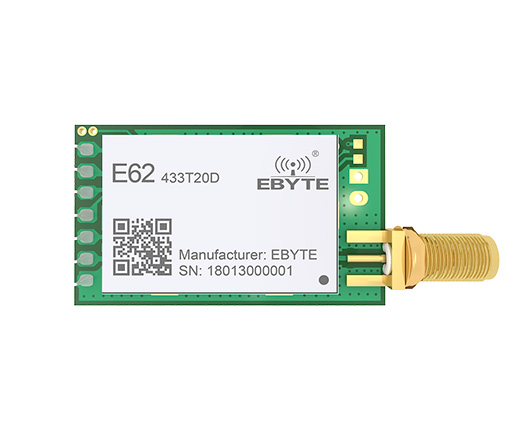 E62 433T20D
®
EBYTE
Manufacturer: EBYTE
SN: 18013000001